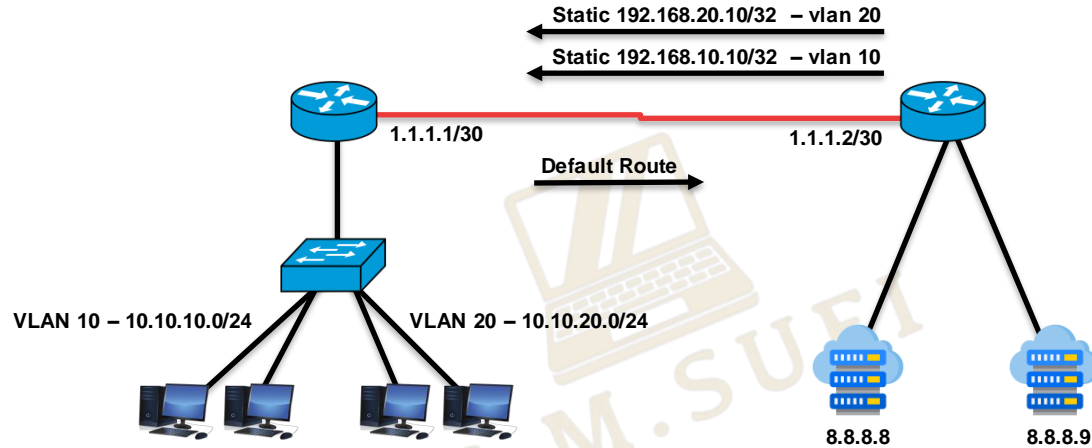 Static 192.168.20.10/32 – vlan 20
Static 192.168.10.10/32 – vlan 10
1.1.1.1/30
1.1.1.2/30
Default Route
VLAN 10 – 10.10.10.0/24
VLAN 20 – 10.10.20.0/24
M.SUFI
8.8.8.8
8.8.8.9